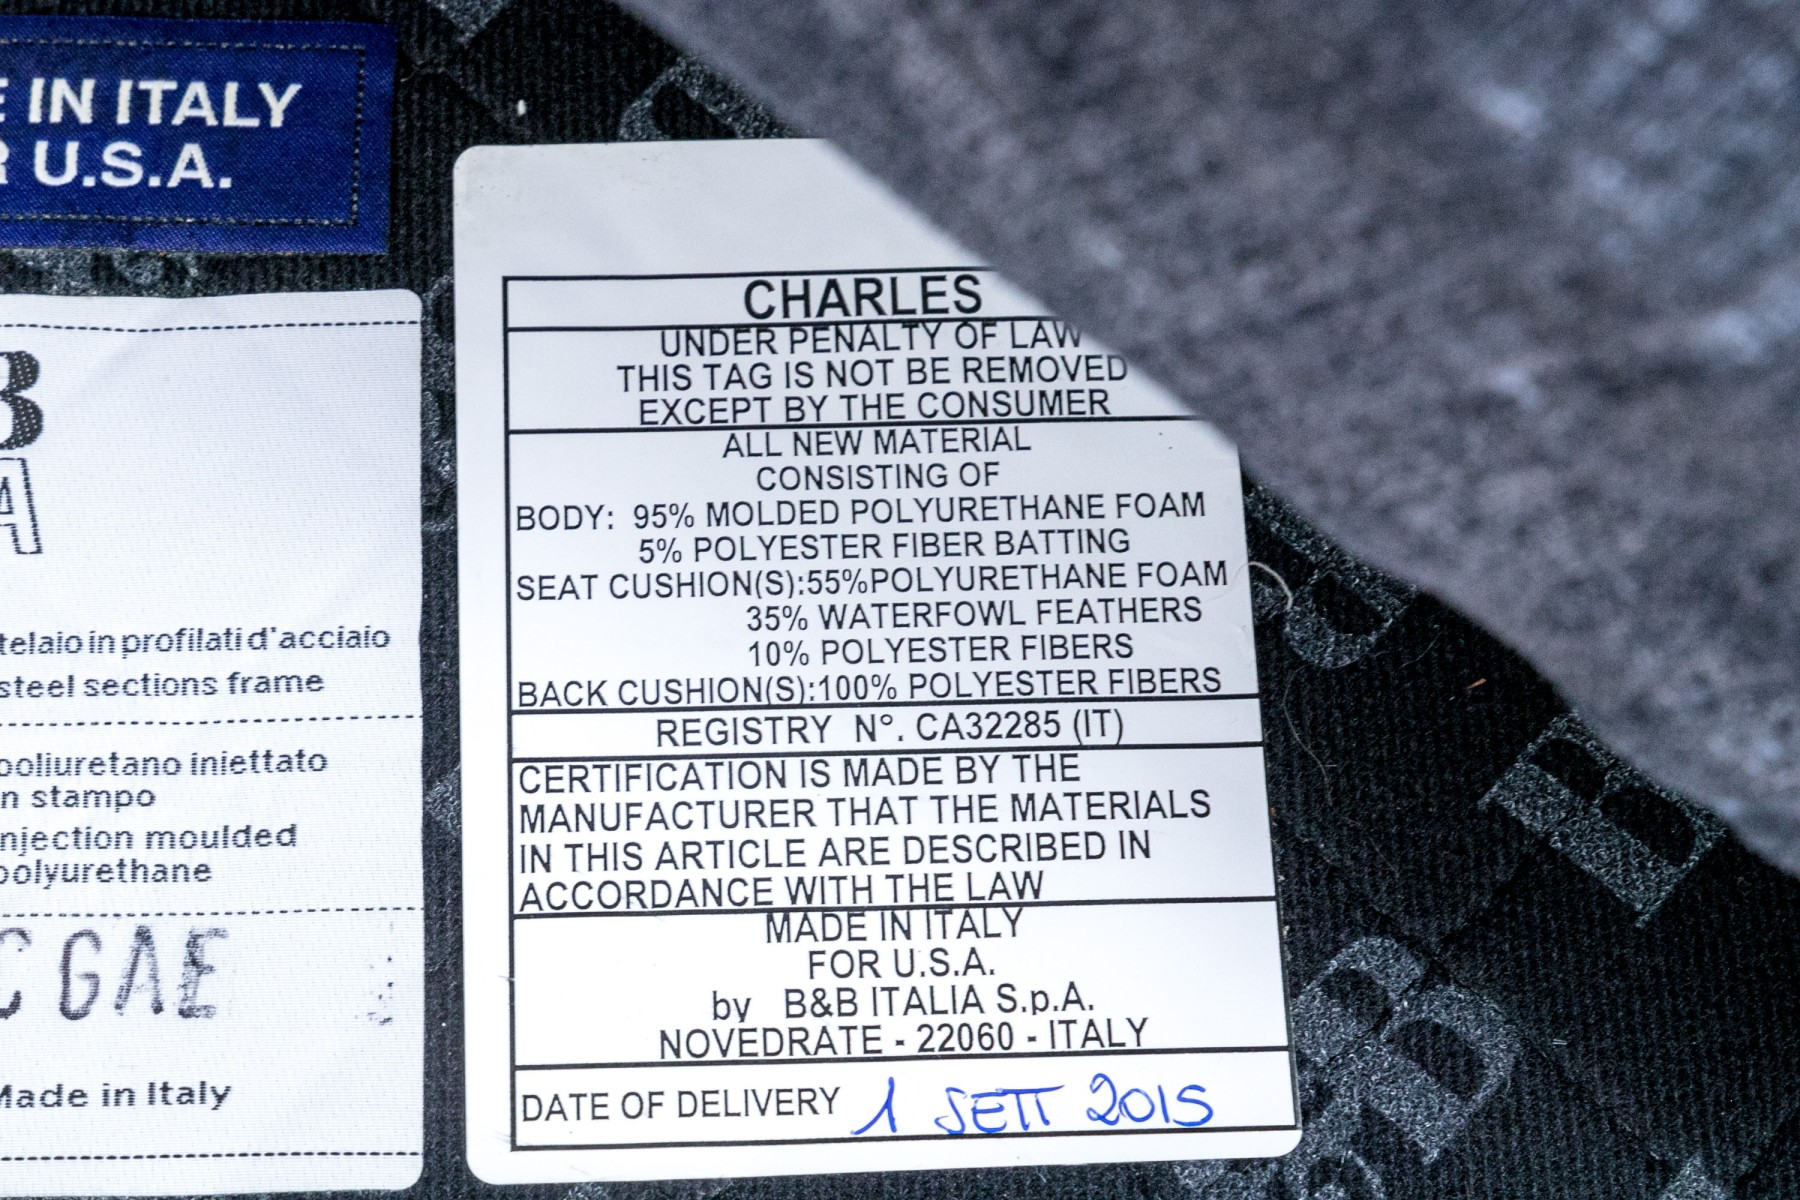 IN ITALY
U.S.A.
B
A
telaio in profilati d'acciaio
steel sections frame
poliuretano iniettato
in stampo
injection moulded
polyurethane
C GAE
Made in Italy
CHARLES
UNDER PENALTY OF LAW
THIS TAG IS NOT BE REMOVED
EXCEPT BY THE CONSUMER
ALL NEW MATERIAL
CONSISTING OF
BODY: 95% MOLDED POLYURETHANE FOAM
5% POLYESTER FIBER BATTING
SEAT CUSHION(S):55%POLYURETHANE FOAM
35% WATERFOWL FEATHERS
10% POLYESTER FIBERS
BACK CUSHION(S):100% POLYESTER FIBERS
REGISTRY N°. CA32285 (IT)
CERTIFICATION IS MADE BY THE
MANUFACTURER THAT THE MATERIALS
IN THIS ARTICLE ARE DESCRIBED IN
ACCORDANCE WITH THE LAW
MADE IN ITALY
FOR U.S.A.
by B&B ITALIA S.p.A.
NOVEDRATE - 22060 - ITALY
DATE OF DELIVERY 1 SETT 2015